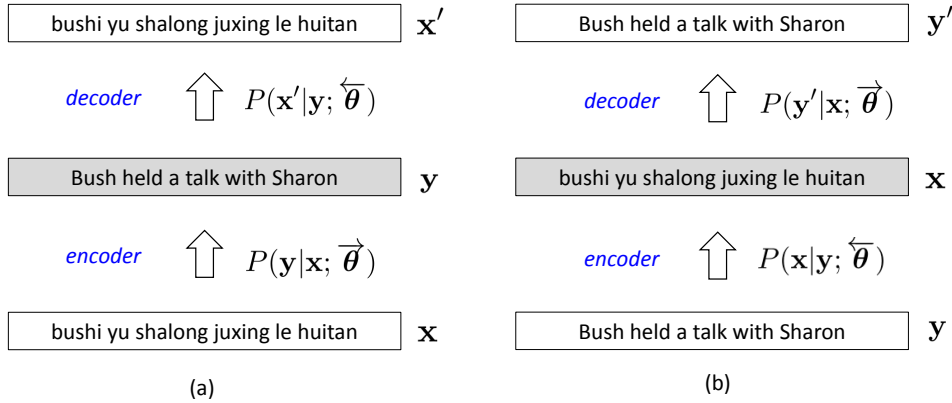 bushi yu shalong juxing le huitan x′
decoder P(x′|y; θ⃖)
Bush held a talk with Sharon y
encoder P(y|x; θ⃗)
bushi yu shalong juxing le huitan x
(a)
Bush held a talk with Sharon y′
decoder P(y′|x; θ⃗)
bushi yu shalong juxing le huitan x
encoder P(x|y; θ⃖)
Bush held a talk with Sharon y
(b)